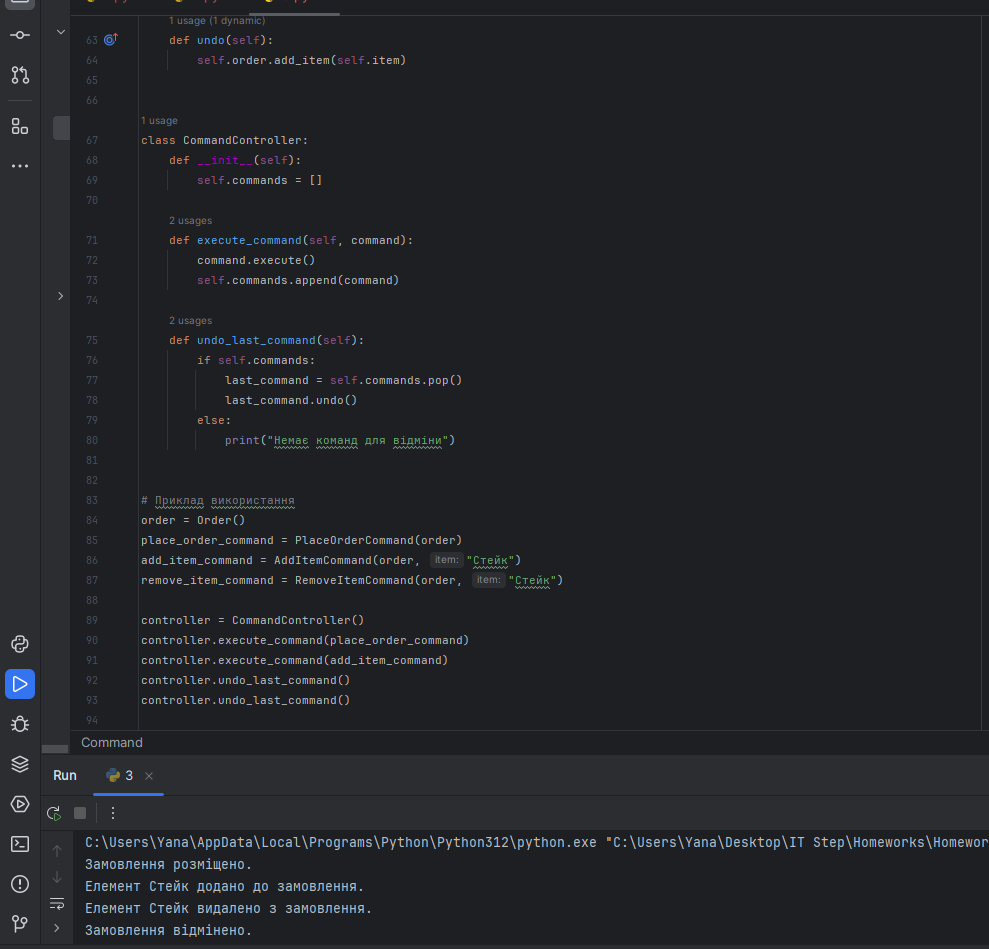 1 usage (1 dynamic)
63 def undo(self):
64 self.order.add_item(self.item)
65
66
1 usage
67 class CommandController:
68 def __init__(self):
69 self.commands = []
70
2 usages
71 def execute_command(self, command):
72 command.execute()
73 self.commands.append(command)
74
2 usages
75 def undo_last_command(self):
76 if self.commands:
77 last_command = self.commands.pop()
78 last_command.undo()
79 else:
80 print("Немає команд для відміни")
81
82
83 # Приклад використання
84 order = Order()
85 place_order_command = PlaceOrderCommand(order)
86 add_item_command = AddItemCommand(order, item: "Стейк")
87 remove_item_command = RemoveItemCommand(order, item: "Стейк")
88
89 controller = CommandController()
90 controller.execute_command(place_order_command)
91 controller.execute_command(add_item_command)
92 controller.undo_last_command()
93 controller.undo_last_command()
94
Command
Run 3
C:\Users\Yana\AppData\Local\Programs\Python\Python312\python.exe "C:\Users\Yana\Desktop\IT Step\Homeworks\Homewor
Замовлення розміщено.
Елемент Стейк додано до замовлення.
Елемент Стейк видалено з замовлення.
Замовлення відмінено.